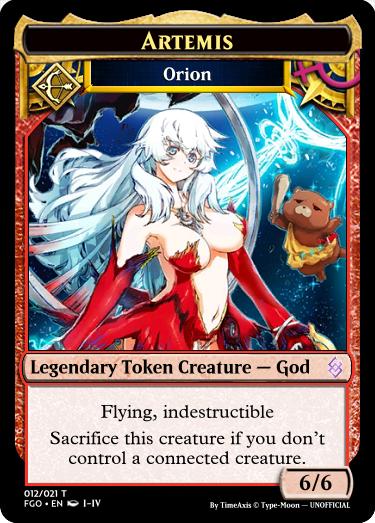 Artemis
Orion
Legendary Token Creature — God
Flying, indestructible
Sacrifice this creature if you don't
control a connected creature.
6/6
012/021 T
FGO • EN I-IV
By TimeAxis © Type-Moon — UNOFFICIAL